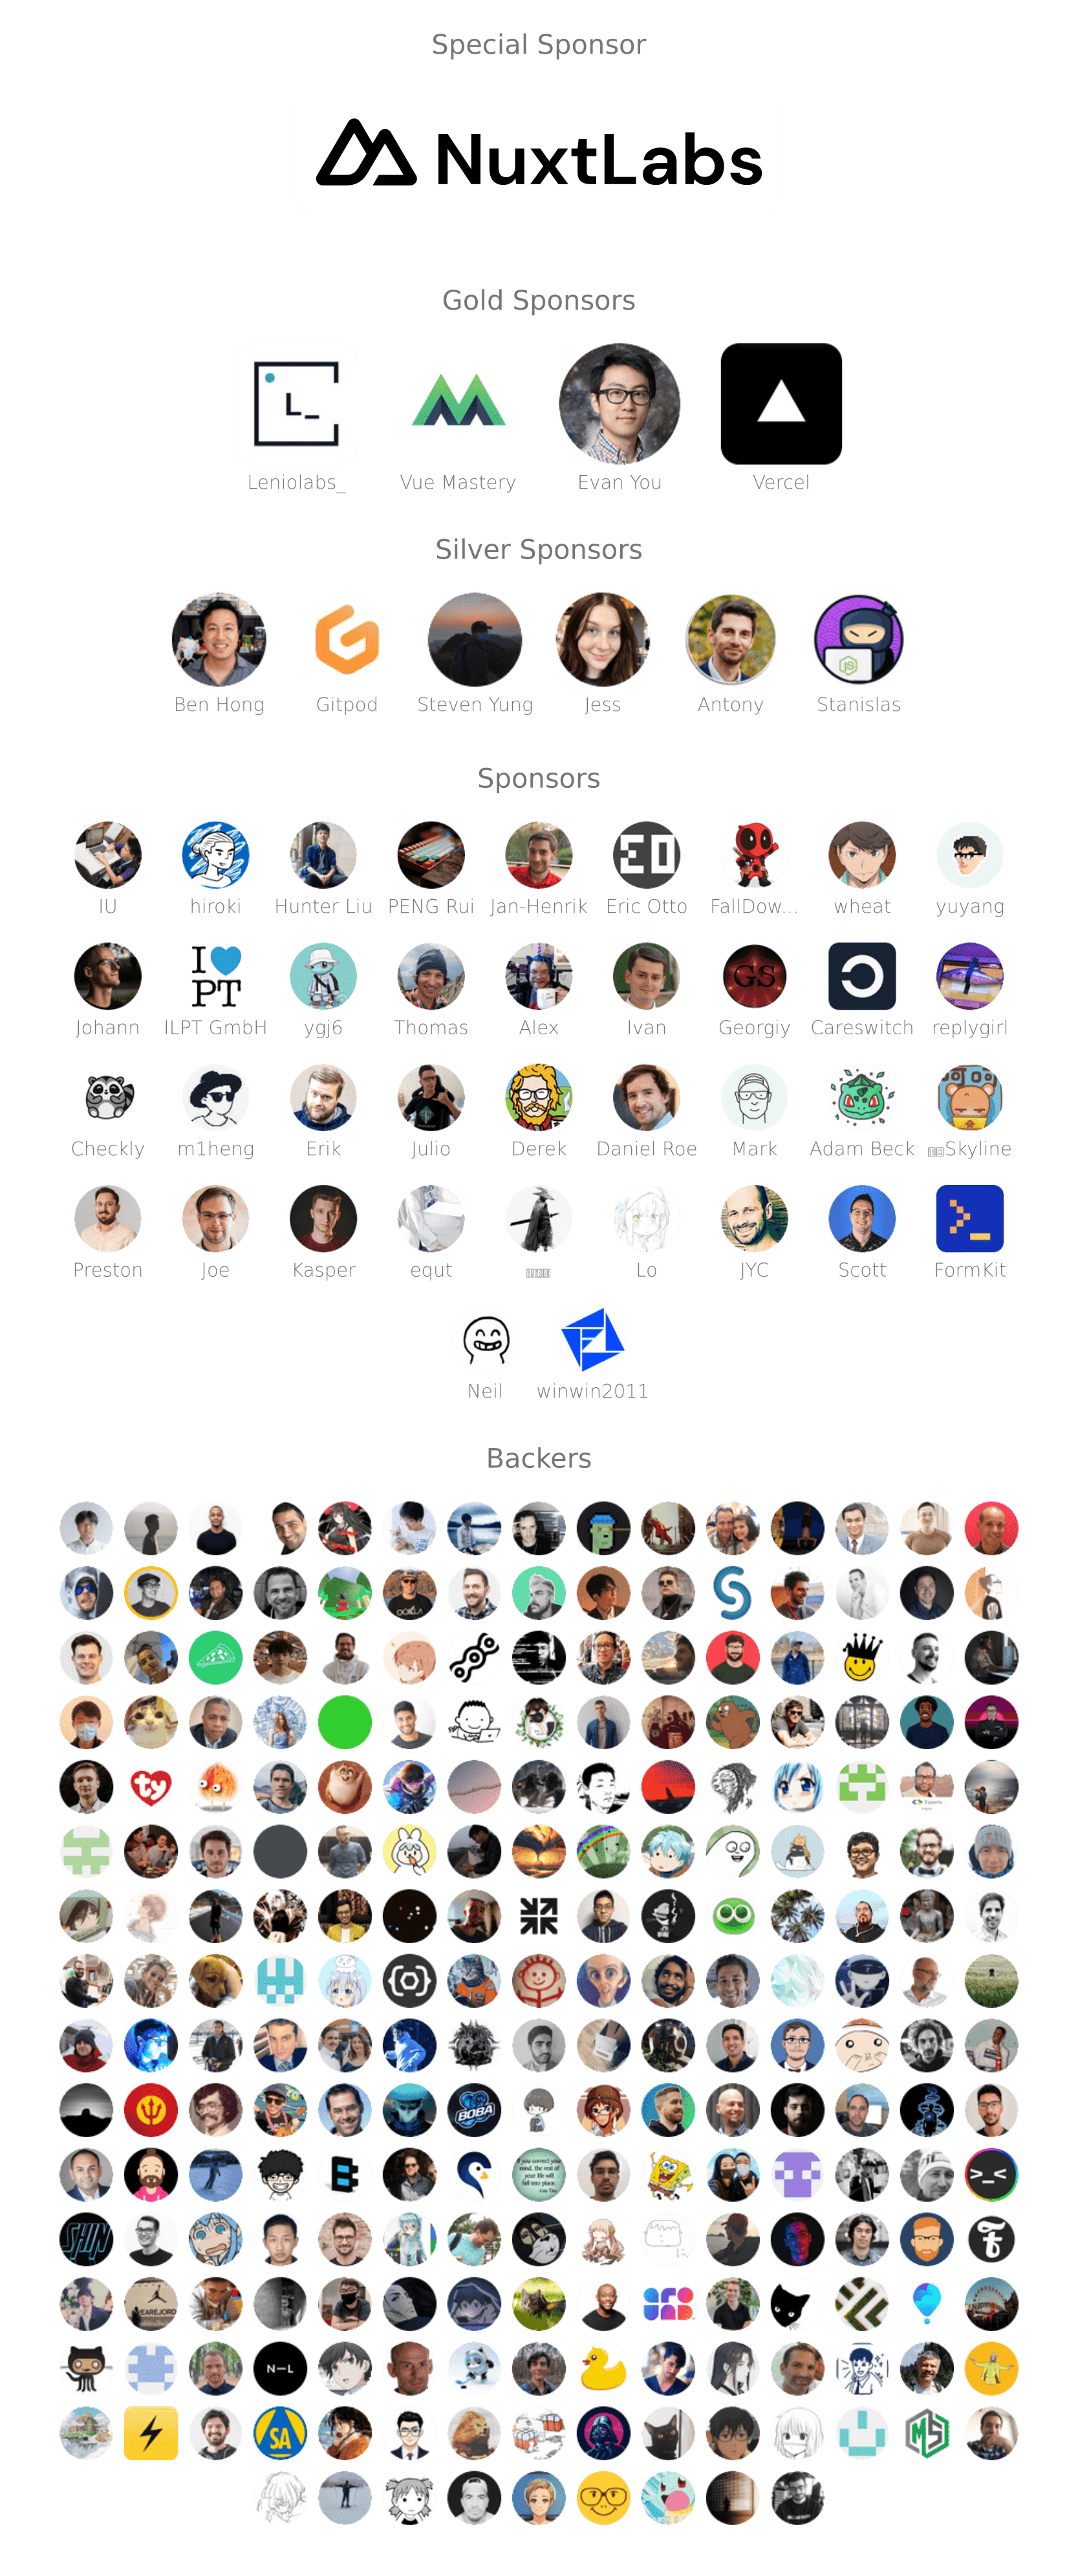 Special Sponsor
NuxtLabs
Gold Sponsors
Leniolabs_ Vue Mastery Evan You Vercel
Silver Sponsors
Ben Hong Gitpod Steven Yung Jess Antony Stanislas
Sponsors
IU hiroki Hunter Liu PENG Rui Jan-Henrik Eric Otto FallDow... wheat yuyang
Johann ILPT GmbH ygj6 Thomas Alex Ivan Georgiy Careswitch replygirl
Checkly m1heng Erik Julio Derek Daniel Roe Mark Adam Beck Skyline
Preston Joe Kasper equt Lo JYC Scott FormKit
Neil winwin2011
Backers